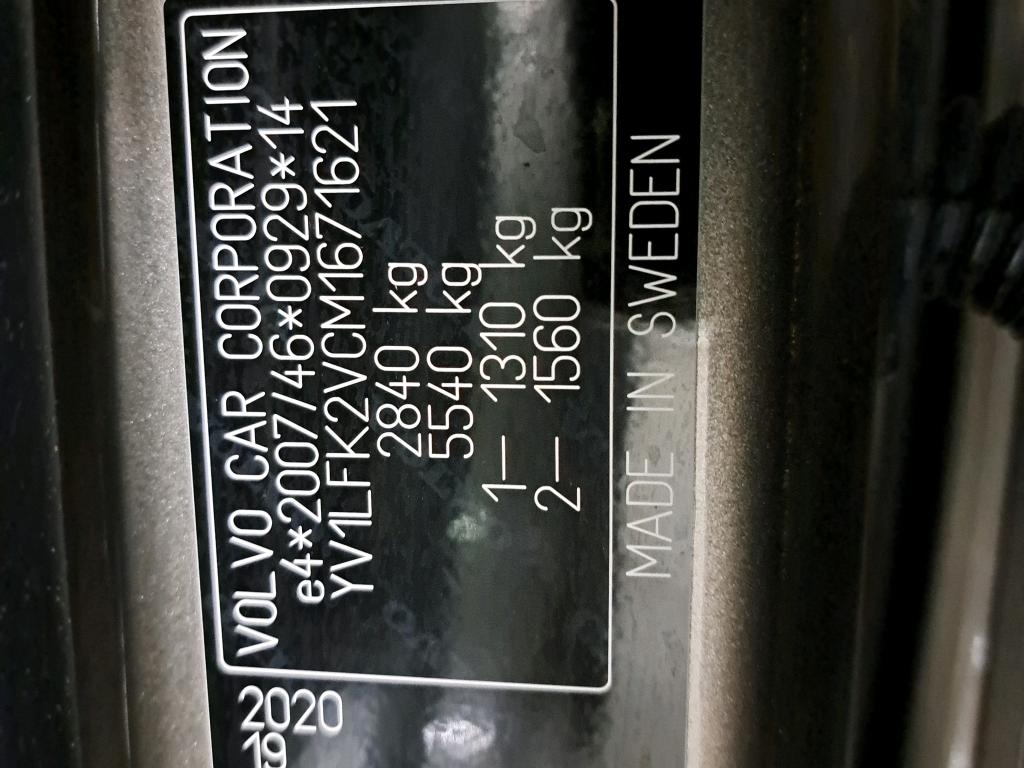 VOLVO CAR CORPORATION
e4*2007/46*0929*14
YV1LFK2VCM1671621
2840 kg
5540 kg
1— 1310 kg
2— 1560 kg
MADE IN SWEDEN
2020